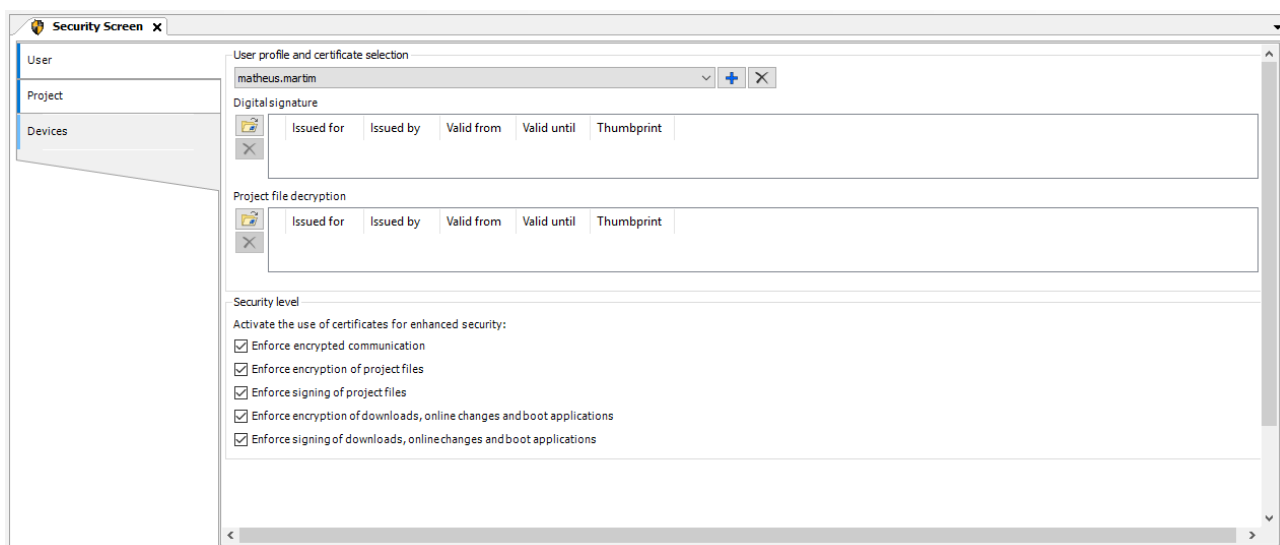 Security Screen
User
Project
Devices
User profile and certificate selection
matheus.martim
Digital signature
Issued for Issued by Valid from Valid until Thumbprint
Project file decryption
Issued for Issued by Valid from Valid until Thumbprint
Security level
Activate the use of certificates for enhanced security:
Enforce encrypted communication
Enforce encryption of project files
Enforce signing of project files
Enforce encryption of downloads, online changes and boot applications
Enforce signing of downloads, online changes and boot applications